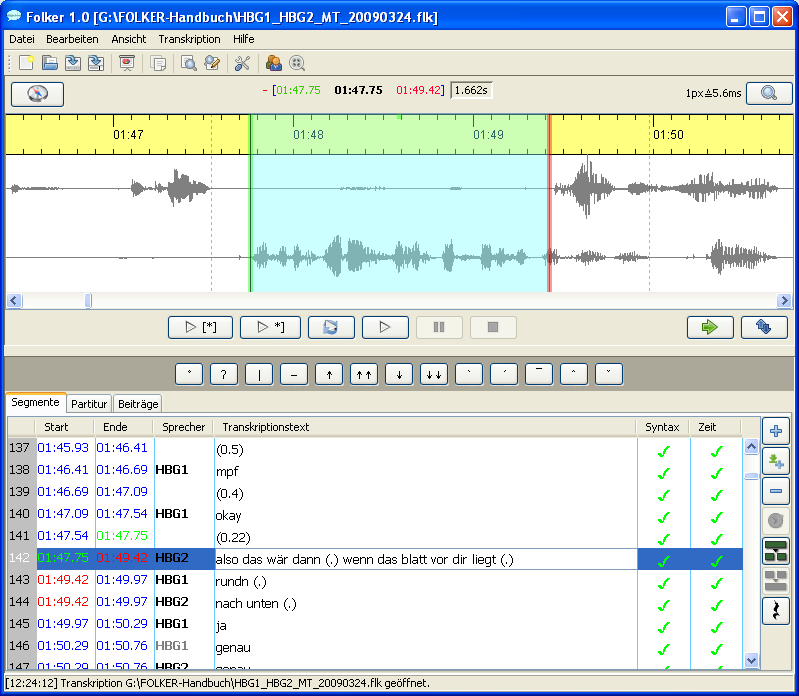 Folker 1.0 [G:\FOLKER-Handbuch\HBG1_HBG2_MT_20090324.flk]
Datei Bearbeiten Ansicht Transkription Hilfe
- [01:47.75 01:47.75 01:49.42] 1.662s 1px≙5.6ms
01:47 01:48 01:49 01:50
[*] *]
° ? | – ↑ ↑↑ ↓ ↓↓ ` ´ ¯ ˆ ˇ
Segmente Partitur Beiträge
Start Ende Sprecher Transkriptionstext Syntax Zeit
137 01:45.93 01:46.41 (0.5)
138 01:46.41 01:46.69 HBG1 mpf
139 01:46.69 01:47.09 (0.4)
140 01:47.09 01:47.54 HBG1 okay
141 01:47.54 01:47.75 (0.22)
142 01:47.75 01:49.42 HBG2 also das wär dann (.) wenn das blatt vor dir liegt (.)
143 01:49.42 01:49.97 HBG1 rundn (.)
144 01:49.42 01:49.97 HBG2 nach unten (.)
145 01:49.97 01:50.29 HBG1 ja
146 01:50.29 01:50.76 HBG1 genau
147 01:50.29 01:50.76 HBG2 genau
[12:24:12] Transkription G:\FOLKER-Handbuch\HBG1_HBG2_MT_20090324.flk geöffnet.